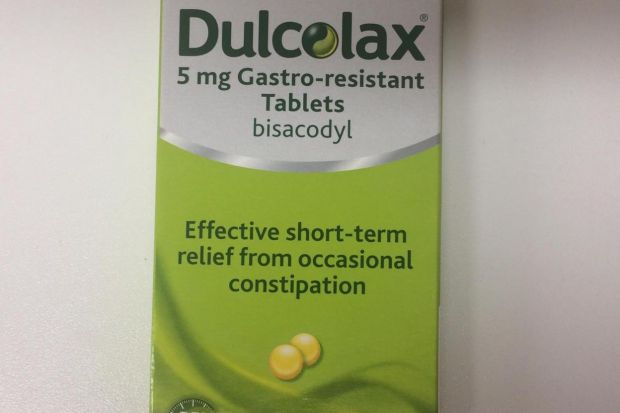 Dulcolax®
5 mg Gastro-resistant
Tablets
bisacodyl
Effective short-term
relief from occasional
constipation